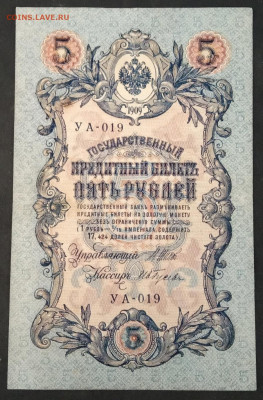 COINS.LAVE.RU
5 5
1909
УА-019
ГОСУДАРСТВЕННЫЙ
КРЕДИТНЫЙ БИЛЕТЪ
ПЯТЬ РУБЛЕЙ
ГОСУДАРСТВЕННЫЙ БАНКЪ РАЗМѢНИВАЕТЪ
КРЕДИТНЫЕ БИЛЕТЫ НА ЗОЛОТУЮ МОНЕТУ
БЕЗЪ ОГРАНИЧЕНІЯ СУММЫ
(1 РУБЛЬ = 1/15 ИМПЕРІАЛА, СОДЕРЖИТЪ
17,424 ДОЛЕЙ ЧИСТАГО ЗОЛОТА).
Управляющій
Кассиръ
УА-019
5